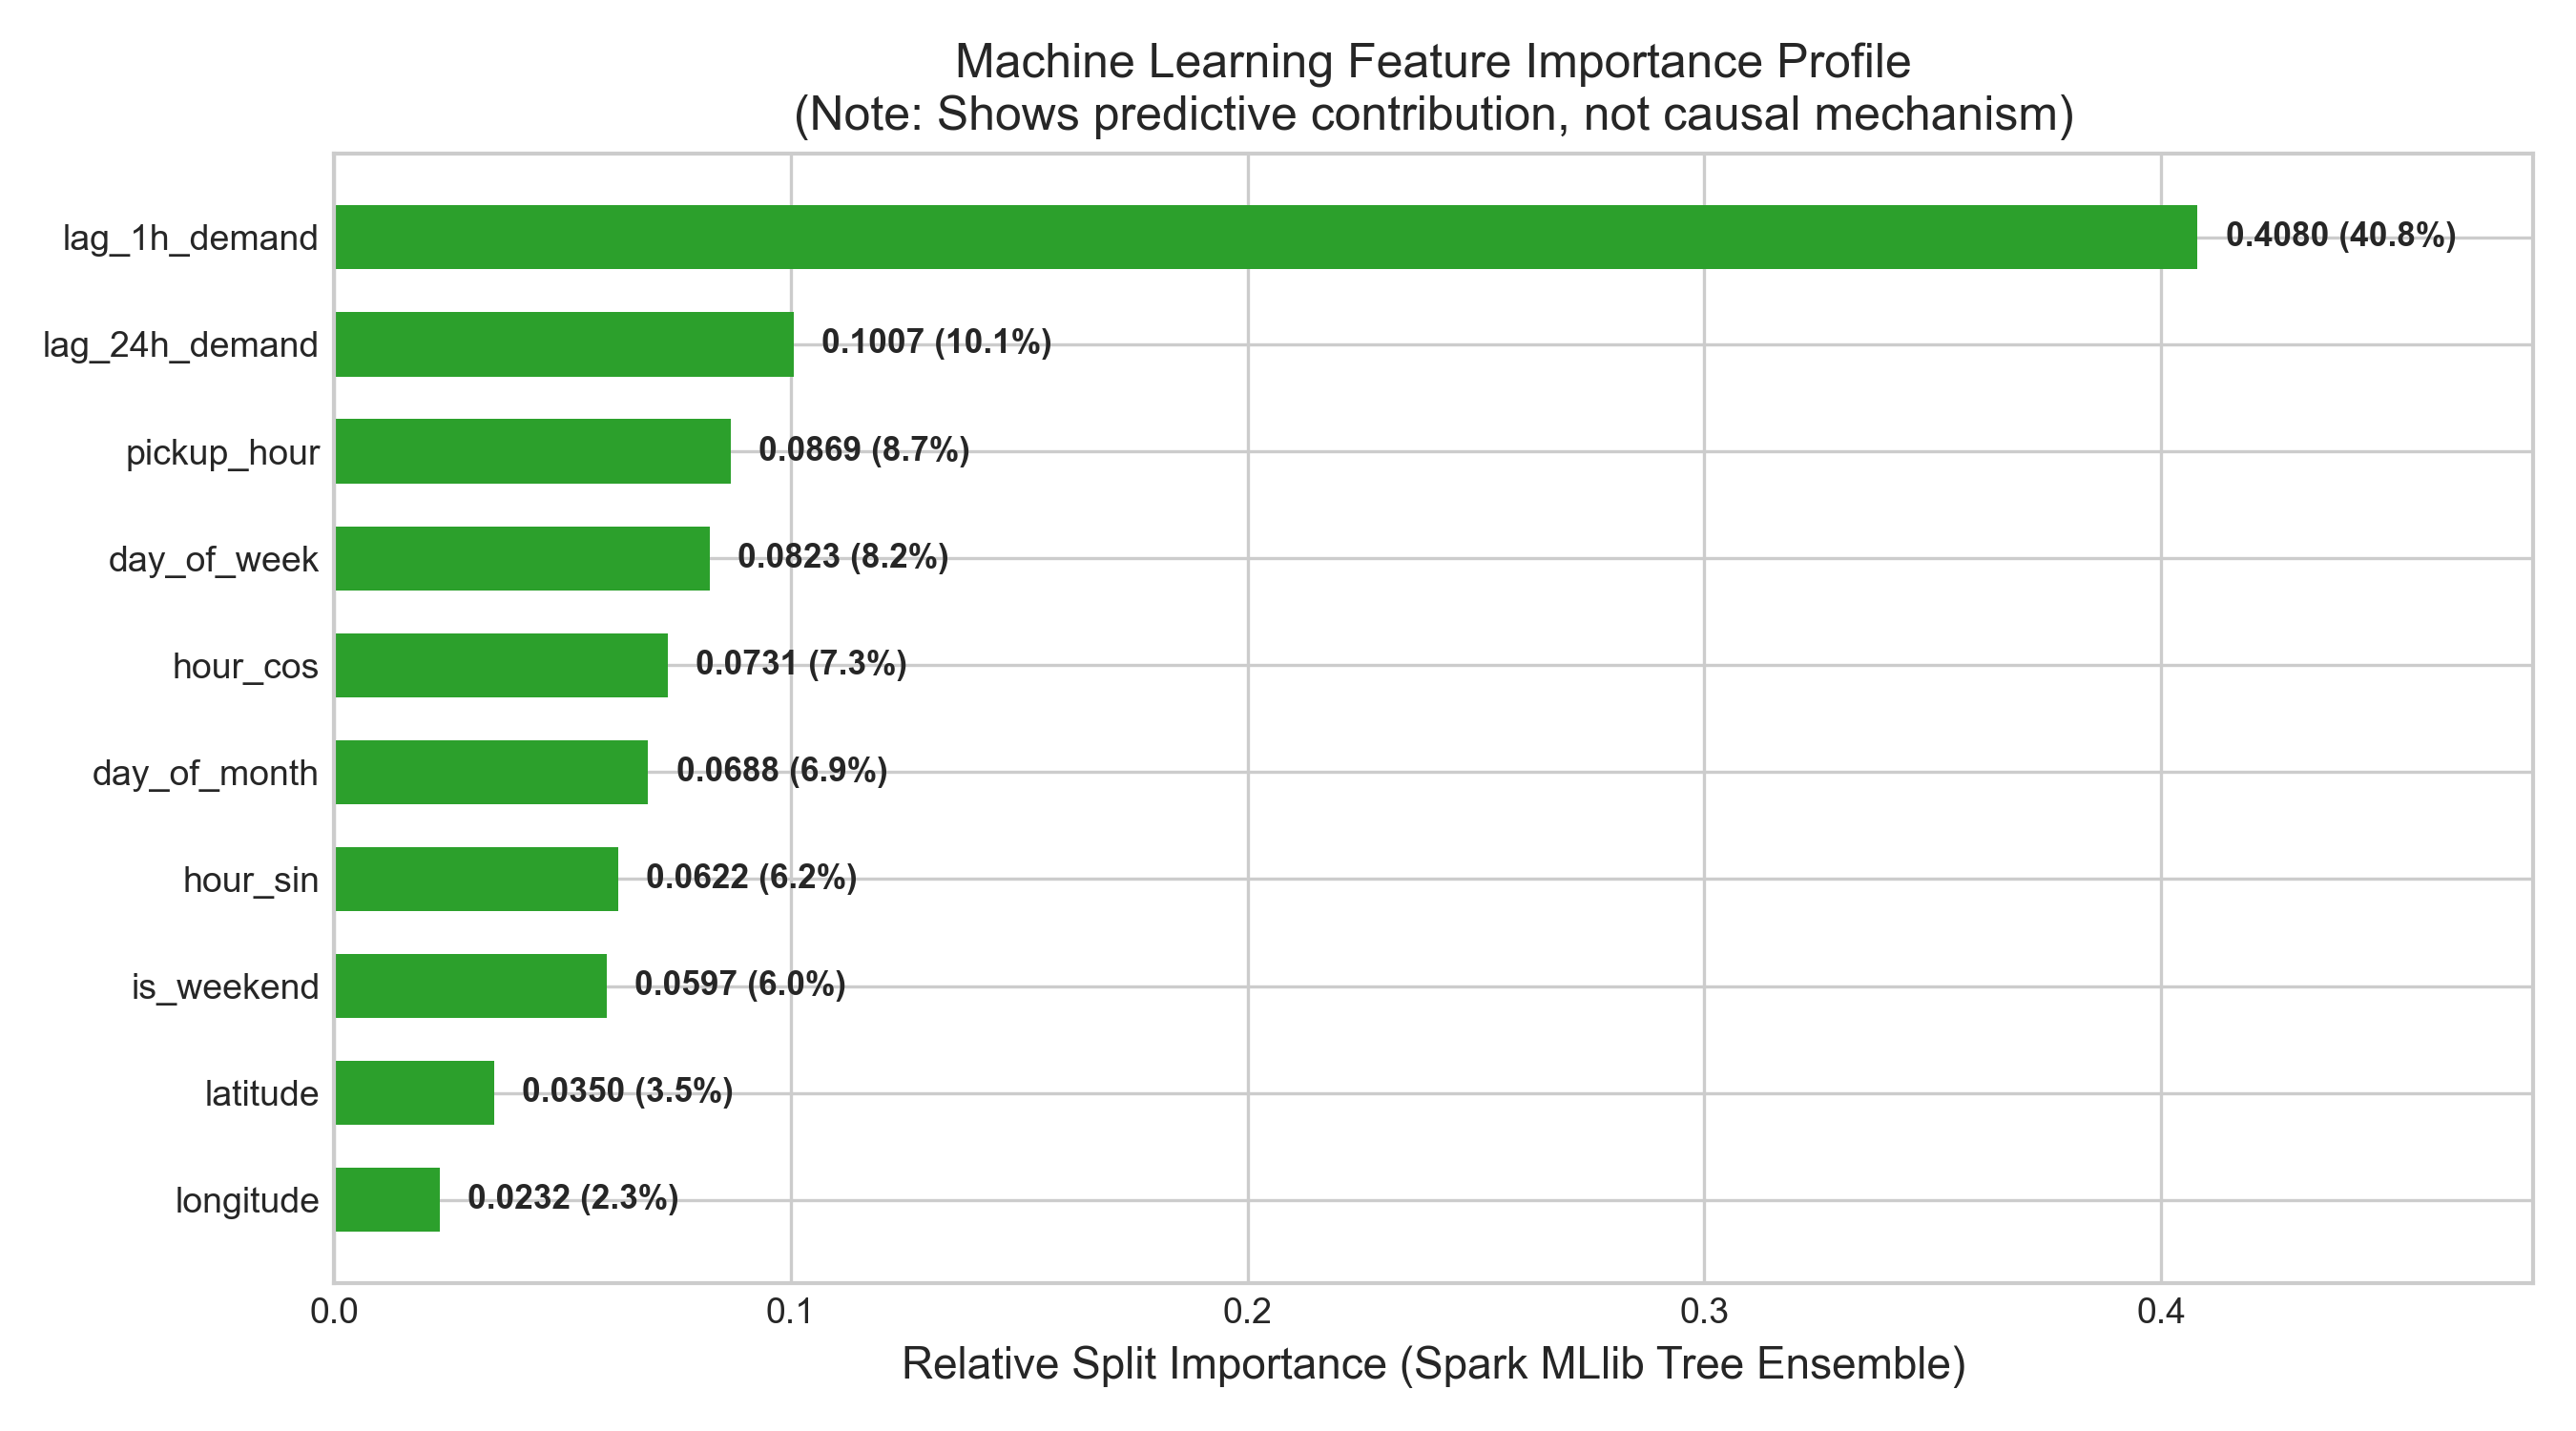 Machine Learning Feature Importance Profile
(Note: Shows predictive contribution, not causal mechanism)
lag_1h_demand 0.4080 (40.8%)
lag_24h_demand 0.1007 (10.1%)
pickup_hour 0.0869 (8.7%)
day_of_week 0.0823 (8.2%)
hour_cos 0.0731 (7.3%)
day_of_month 0.0688 (6.9%)
hour_sin 0.0622 (6.2%)
is_weekend 0.0597 (6.0%)
latitude 0.0350 (3.5%)
longitude 0.0232 (2.3%)
0.0 0.1 0.2 0.3 0.4
Relative Split Importance (Spark MLlib Tree Ensemble)